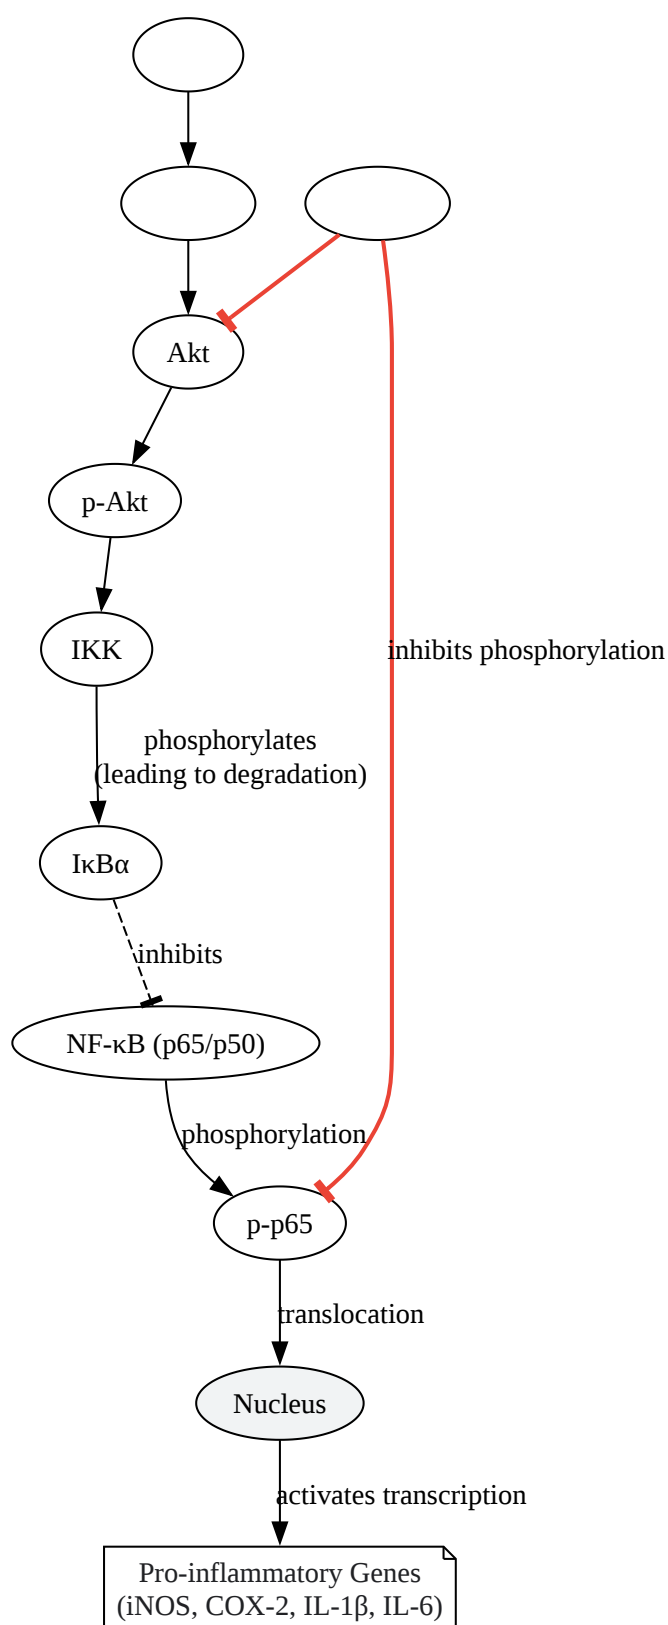 Akt
p-Akt
IKK
inhibits phosphorylation
phosphorylates
(leading to degradation)
IκBα
inhibits
NF-κB (p65/p50)
phosphorylation
p-p65
translocation
Nucleus
activates transcription
Pro-inflammatory Genes
(iNOS, COX-2, IL-1β, IL-6)